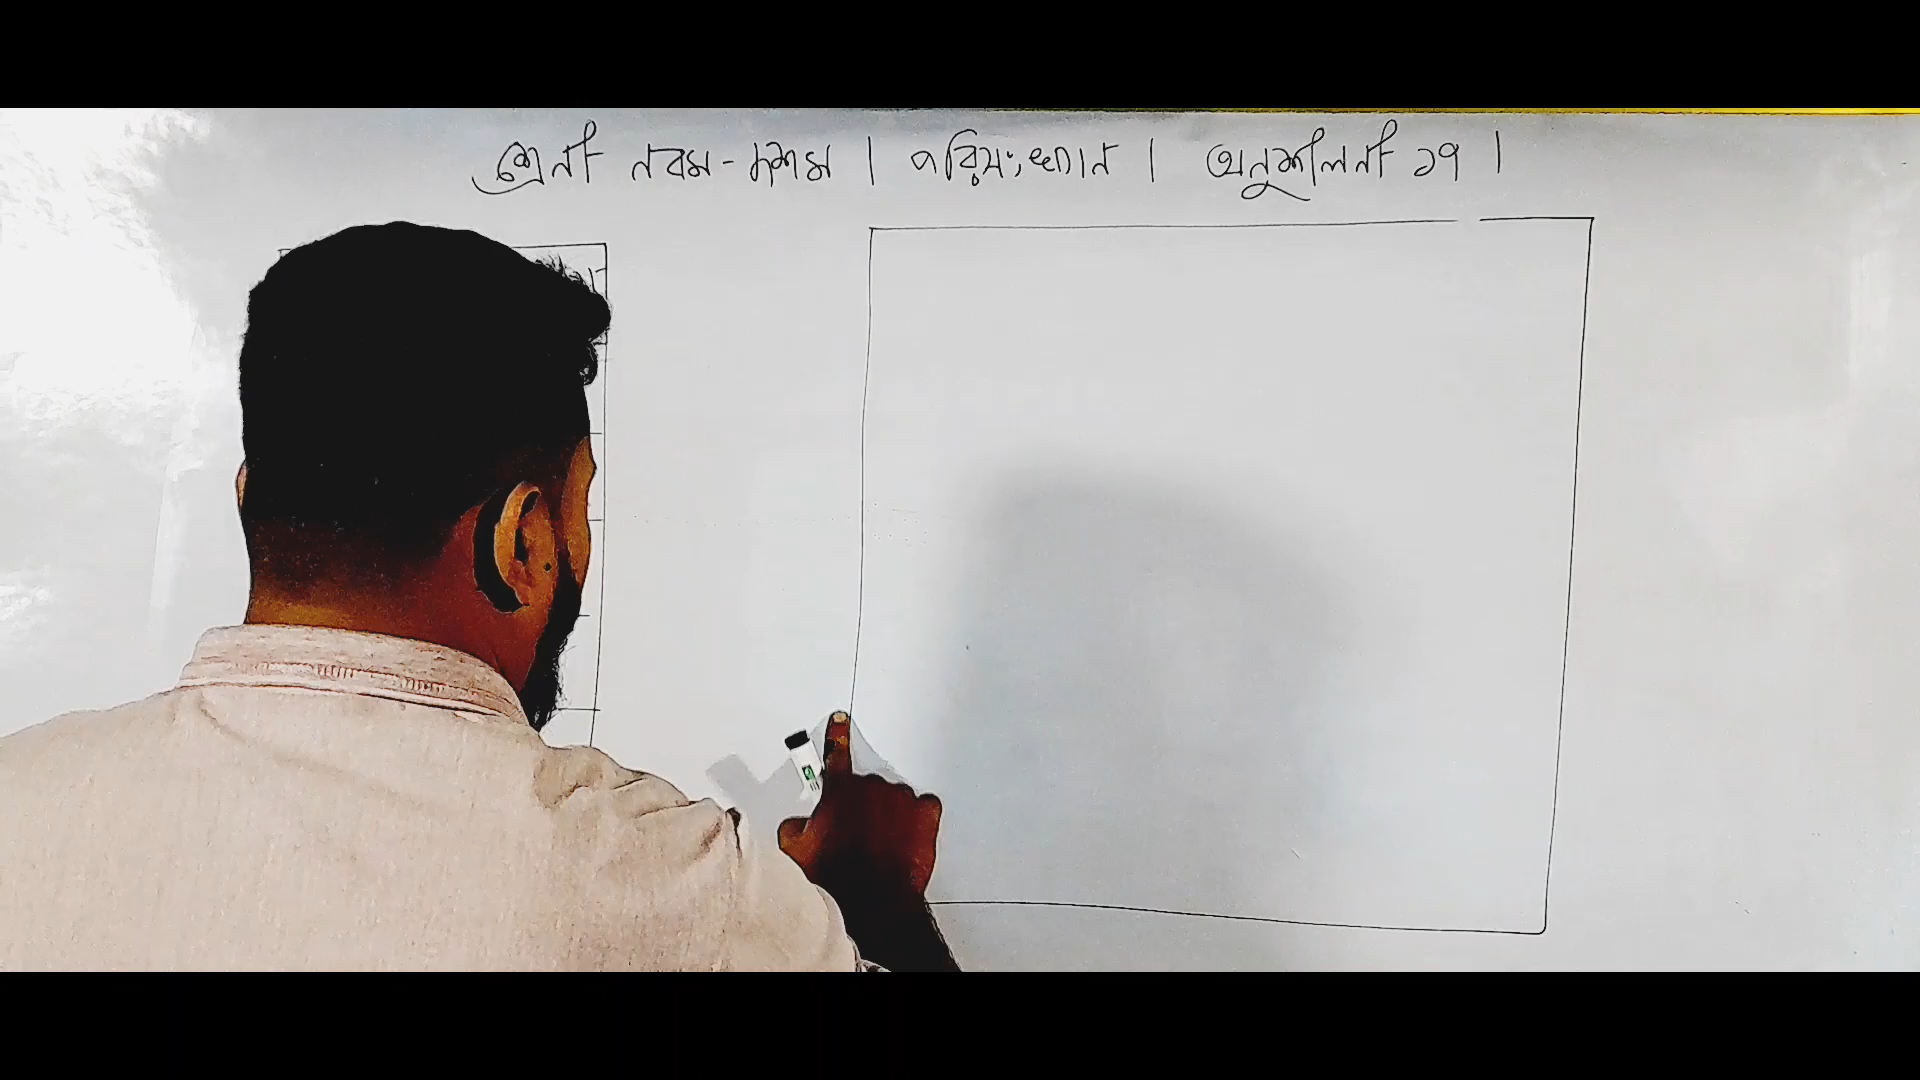 শ্রেনী নবম-দশম । পরিসংখ্যান । অনুশীলনী ১৭ ।